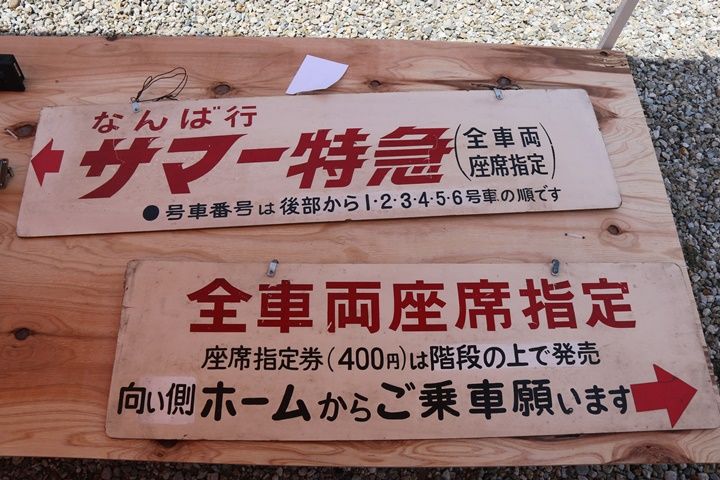 なんば行
サマー特急(全車両座席指定)
●号車番号は後部から1・2・3・4・5・6号車の順です
全車両座席指定
座席指定券(400円)は階段の上で発売
向い側ホームからご乗車願います